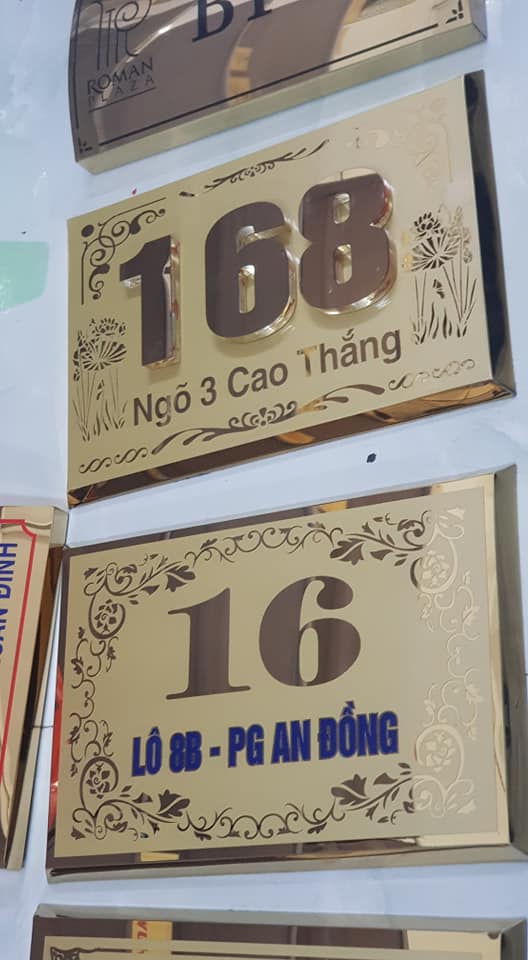 ROMAN
PLAZA
168
Ngõ 3 Cao Thắng
16
LÔ 8B - PG AN ĐỒNG